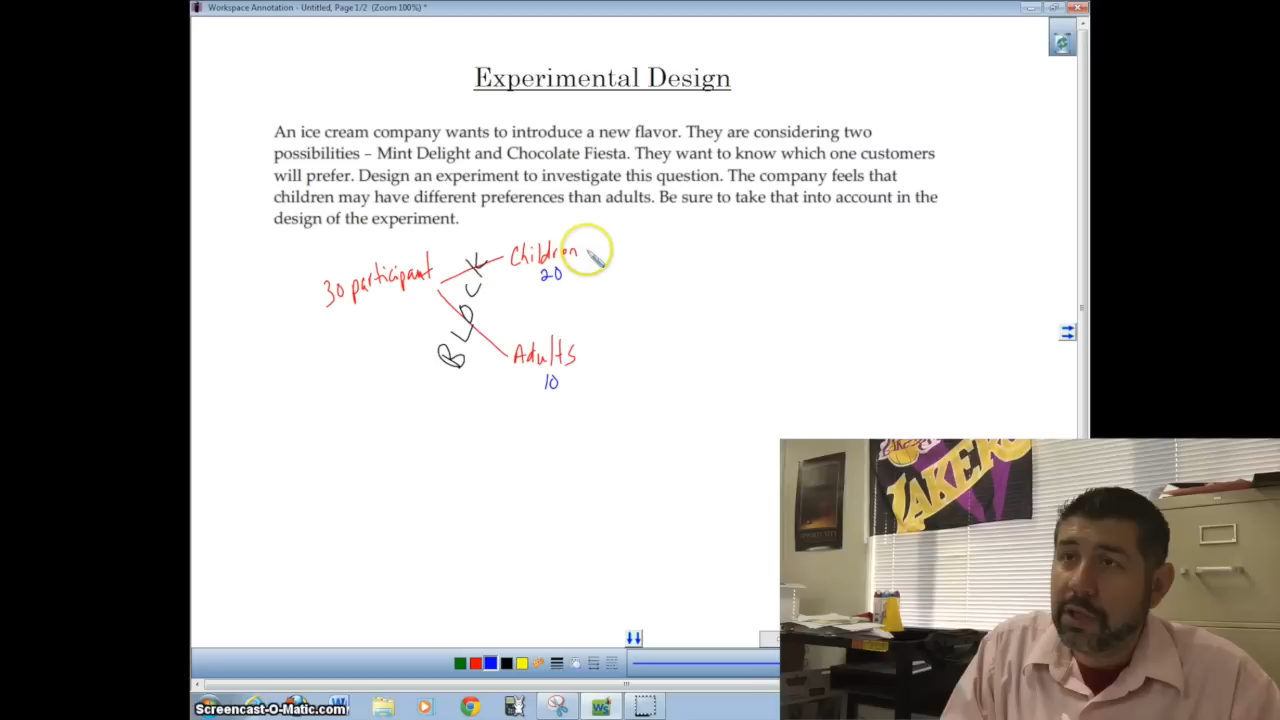 Workspace Annotation - Untitled, Page 1/2 (Zoom 100%) *
Experimental Design
An ice cream company wants to introduce a new flavor. They are considering two
possibilities – Mint Delight and Chocolate Fiesta. They want to know which one customers
will prefer. Design an experiment to investigate this question. The company feels that
children may have different preferences than adults. Be sure to take that into account in the
design of the experiment.
30 participant
BLOCK
Children
20
Adults
10
LAKERS
OPPORTUNITY
Screencast-O-Matic.com